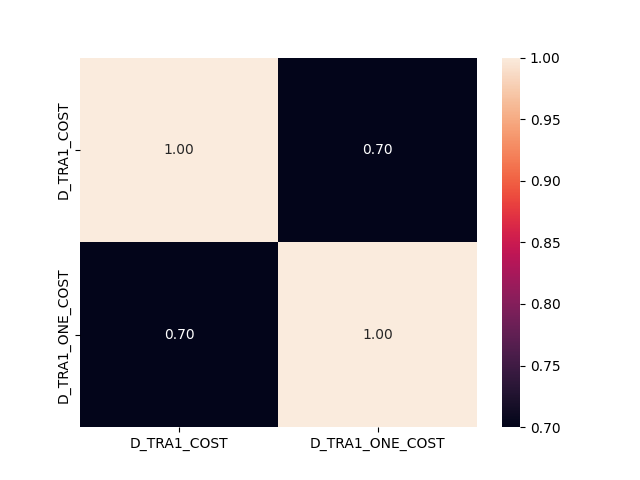 D_TRA1_COST
1.00
0.70
D_TRA1_ONE_COST
0.70
1.00
D_TRA1_COST
D_TRA1_ONE_COST
1.00
0.95
0.90
0.85
0.80
0.75
0.70